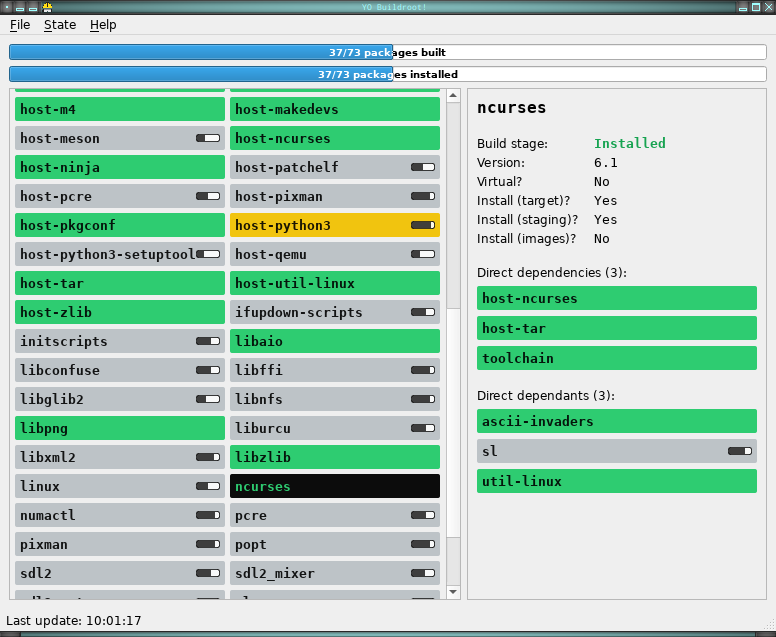 YO Buildroot!
File State Help
37/73 packages built
37/73 packages installed
host-m4 host-makedevs
host-meson host-ncurses
host-ninja host-patchelf
host-pcre host-pixman
host-pkgconf host-python3
host-python3-setuptool host-qemu
host-tar host-util-linux
host-zlib ifupdown-scripts
initscripts libaio
libconfuse libffi
libglib2 libnfs
libpng liburcu
libxml2 libzlib
linux ncurses
numactl pcre
pixman popt
sdl2 sdl2_mixer
ncurses
Build stage: Installed
Version: 6.1
Virtual? No
Install (target)? Yes
Install (staging)? Yes
Install (images)? No
Direct dependencies (3):
host-ncurses
host-tar
toolchain
Direct dependants (3):
ascii-invaders
sl
util-linux
Last update: 10:01:17